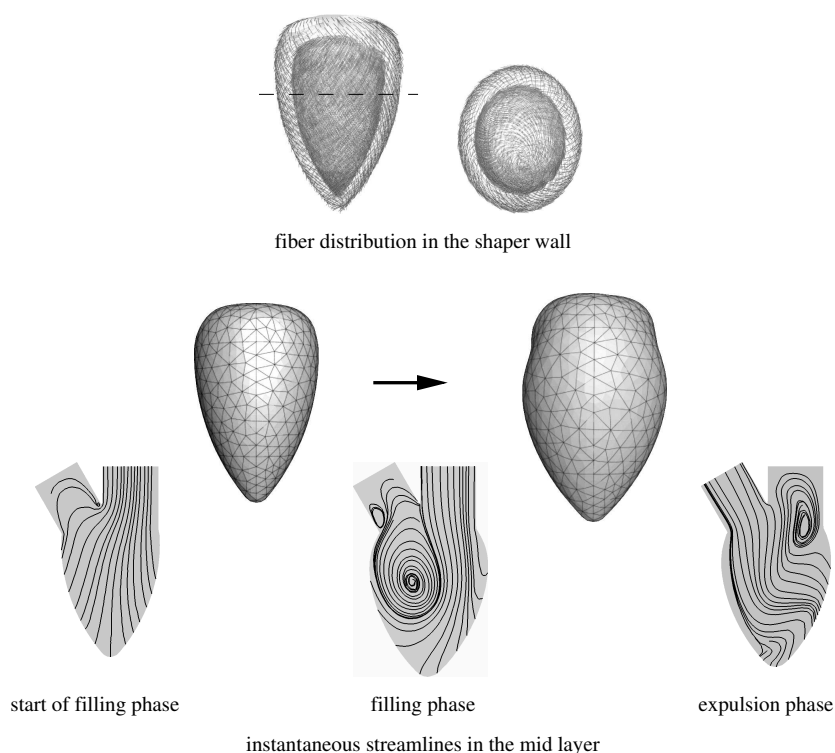 fiber distribution in the shaper wall
start of filling phase
filling phase
expulsion phase
instantaneous streamlines in the mid layer